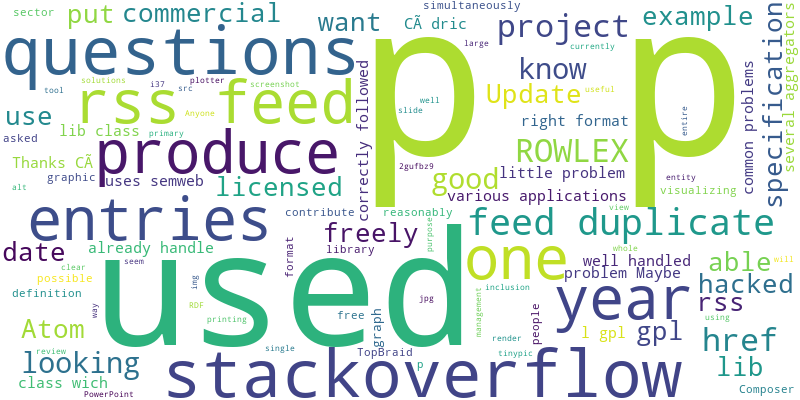 sector
put
commercial
simultaneously
want
CÃ dric
project
example
specification
several aggregators
questions
p
p
large
currently
know
solutions
i37
plotter
screenshot
tool
src
rss feed
Update
useful
Anyone
well
slide
use
lib class
primary
right format
asked
correctly followed
entire
common problems
produce
ROWLEX
Thanks CÃ
2gufbz9
good
little problem
graphic
uses semweb
licensed
entity
visualizing
alt
various applications
entries
contribute
reasonably
view
feed duplicate
freely
purpose
date
already handle
library
format
one
whole
well handled
able
will
clear
seem
problem Maybe
possible
img
used
year
hacked
definition
way
RDF
jpg
management
inclusion
rss
printing
free
graph
people
using
Atom
l gpl
gpl
href
render
tinypic
review
single
TopBraid
looking
stackoverflow
p
lib
class wich
PowerPoint
Composer